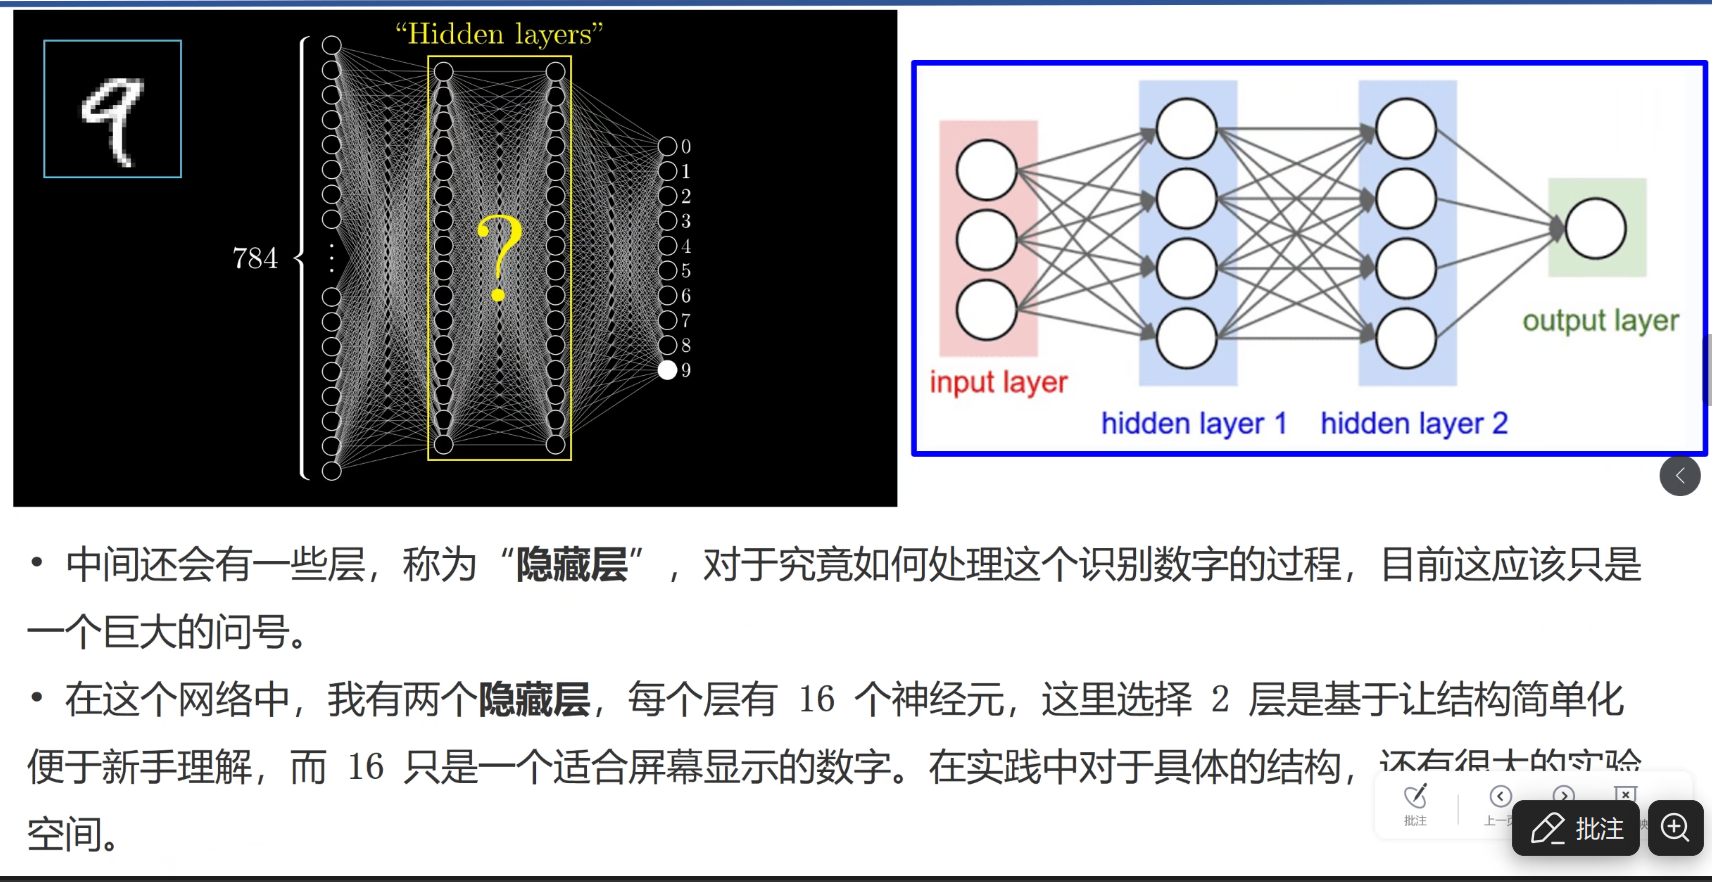 “Hidden layers”
784
0
1
2
3
4
5
6
7
8
9
?
input layer
hidden layer 1
hidden layer 2
output layer
• 中间还会有一些层，称为“隐藏层”，对于究竟如何处理这个识别数字的过程，目前这应该只是
一个巨大的问号。
• 在这个网络中，我有两个隐藏层，每个层有 16 个神经元，这里选择 2 层是基于让结构简单化
便于新手理解，而 16 只是一个适合屏幕显示的数字。在实践中对于具体的结构，还有很大的实验
空间。
批注
上一页
批注